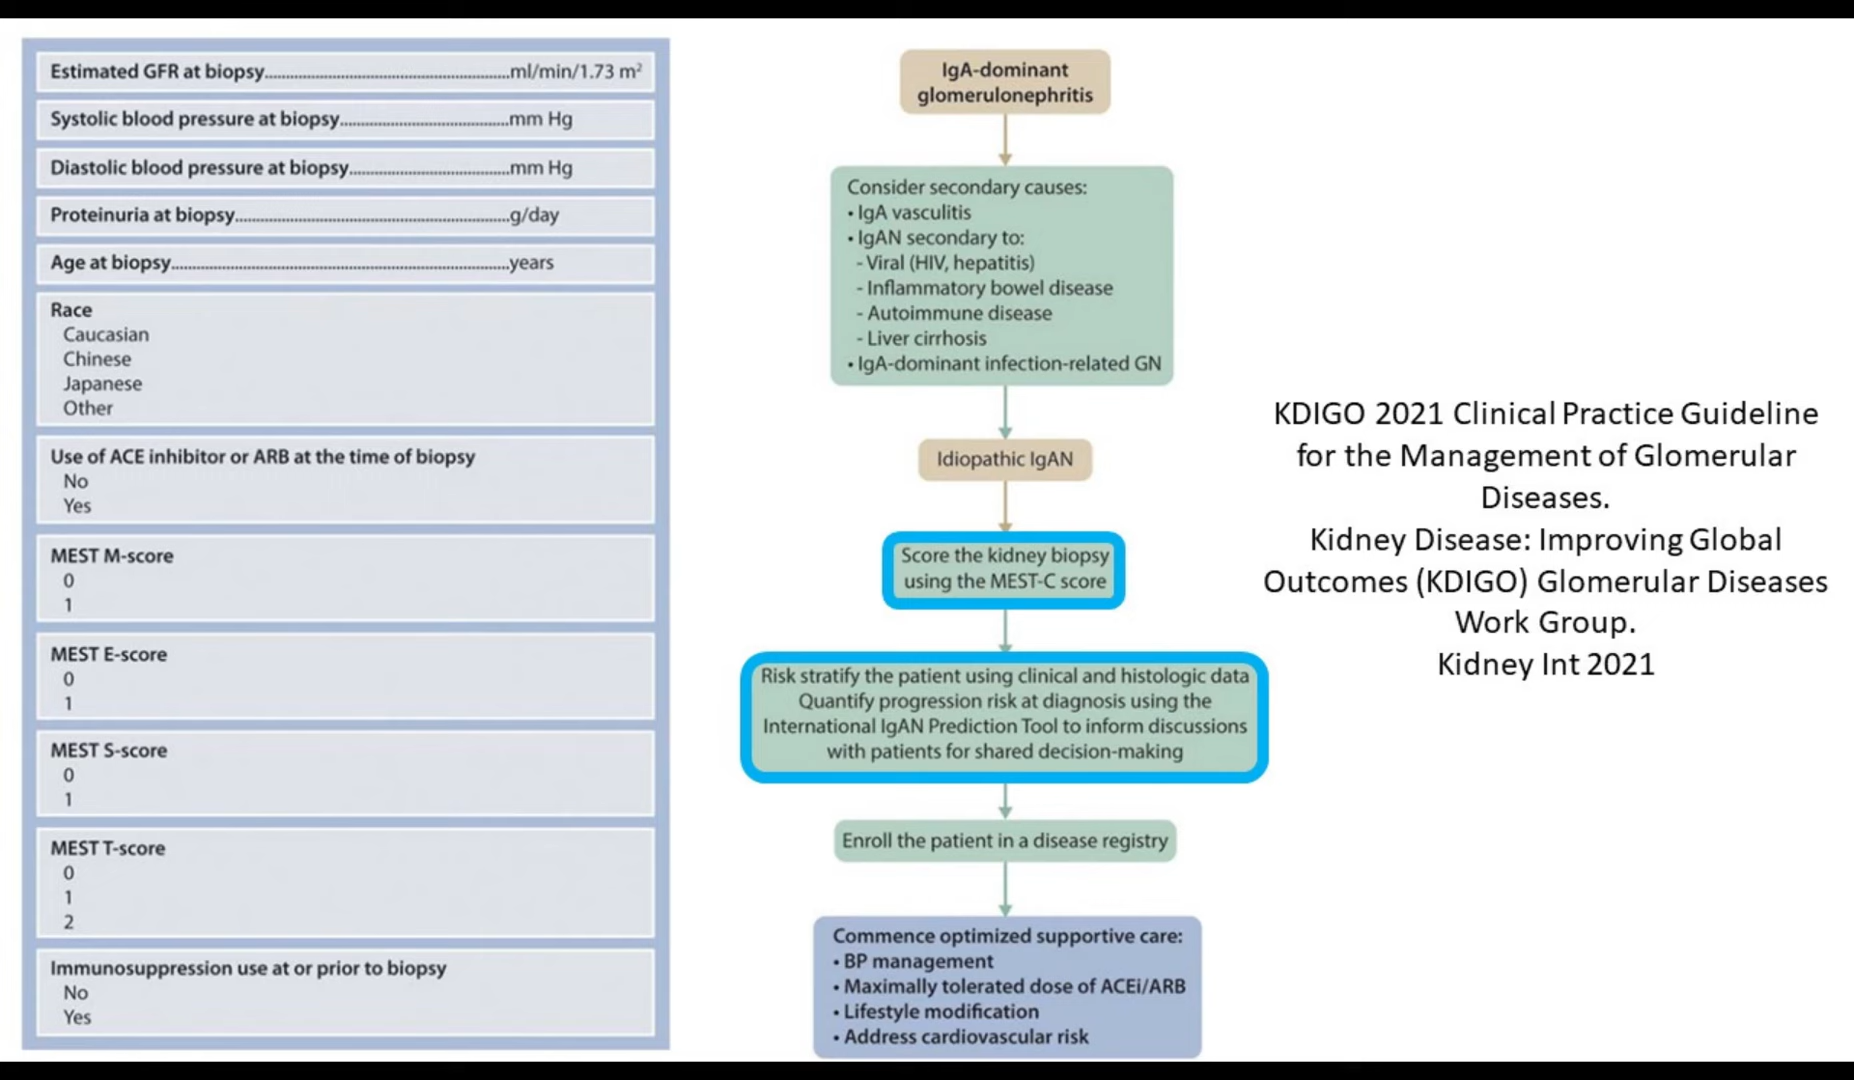 Estimated GFR at biopsy..........ml/min/1.73 m²
Systolic blood pressure at biopsy..........mm Hg
Diastolic blood pressure at biopsy..........mm Hg
Proteinuria at biopsy..........g/day
Age at biopsy..........years
Race
Caucasian
Chinese
Japanese
Other
Use of ACE inhibitor or ARB at the time of biopsy
No
Yes
MEST M-score
0
1
MEST E-score
0
1
MEST S-score
0
1
MEST T-score
0
1
2
Immunosuppression use at or prior to biopsy
No
Yes
IgA-dominant
glomerulonephritis
Consider secondary causes:
• IgA vasculitis
• IgAN secondary to:
- Viral (HIV, hepatitis)
- Inflammatory bowel disease
- Autoimmune disease
- Liver cirrhosis
• IgA-dominant infection-related GN
Idiopathic IgAN
Score the kidney biopsy
using the MEST-C score
Risk stratify the patient using clinical and histologic data
Quantify progression risk at diagnosis using the
International IgAN Prediction Tool to inform discussions
with patients for shared decision-making
Enroll the patient in a disease registry
Commence optimized supportive care:
• BP management
• Maximally tolerated dose of ACEi/ARB
• Lifestyle modification
• Address cardiovascular risk
KDIGO 2021 Clinical Practice Guideline
for the Management of Glomerular
Diseases.
Kidney Disease: Improving Global
Outcomes (KDIGO) Glomerular Diseases
Work Group.
Kidney Int 2021